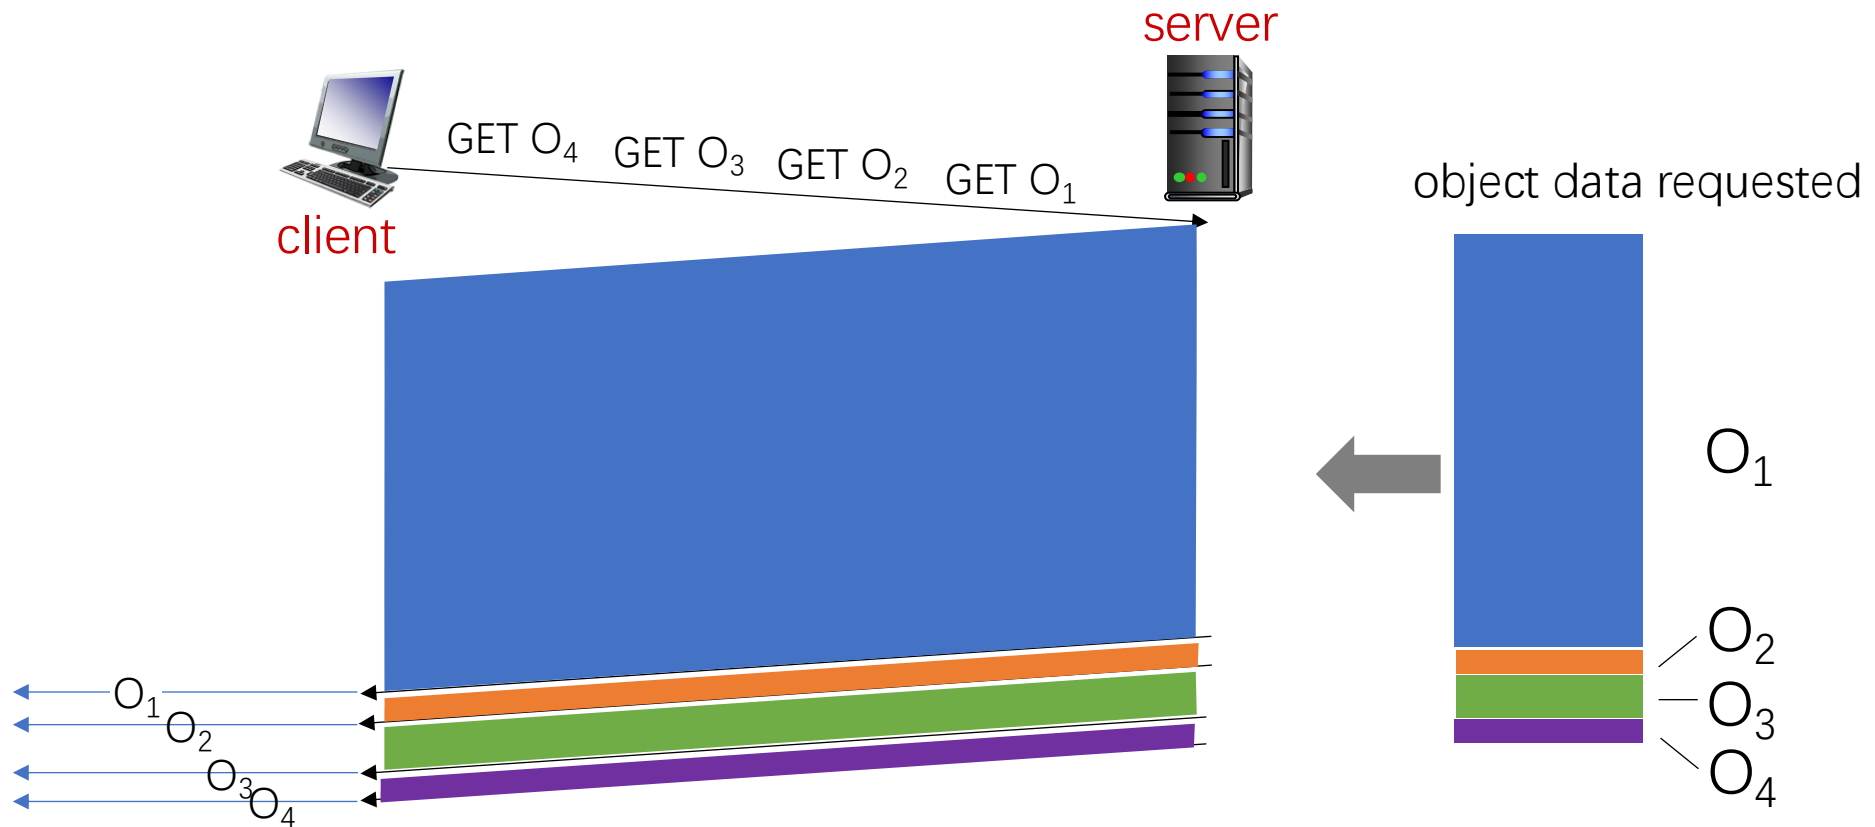 server
client
GET O₄
GET O₃
GET O₂
GET O₁
object data requested
O₁
O₂
O₃
O₄
O₁
O₂
O₃
O₄